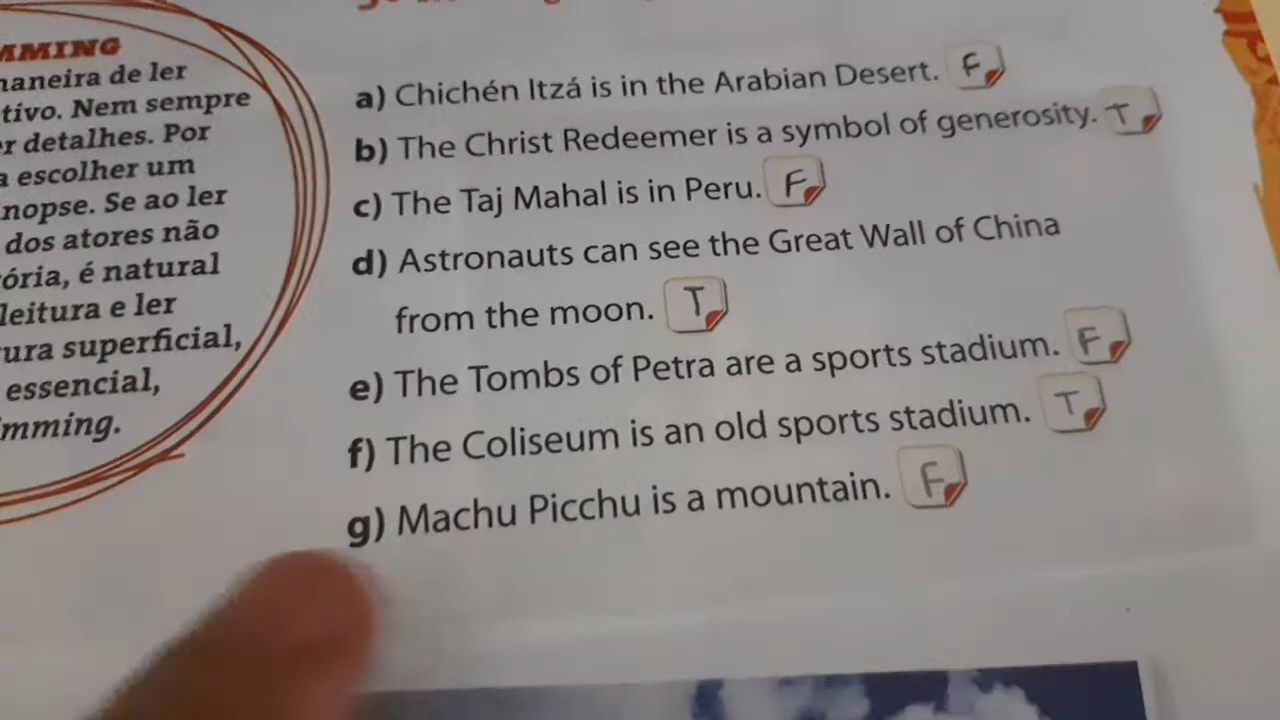 MMING
naneira de ler
tivo. Nem sempre
r detalhes. Por
a escolher um
nopse. Se ao ler
dos atores não
ória, é natural
leitura e ler
ura superficial,
essencial,
mming.
a) Chichén Itzá is in the Arabian Desert. F
b) The Christ Redeemer is a symbol of generosity. T
c) The Taj Mahal is in Peru. F
d) Astronauts can see the Great Wall of China
from the moon. T
e) The Tombs of Petra are a sports stadium. F
f) The Coliseum is an old sports stadium. T
g) Machu Picchu is a mountain. F